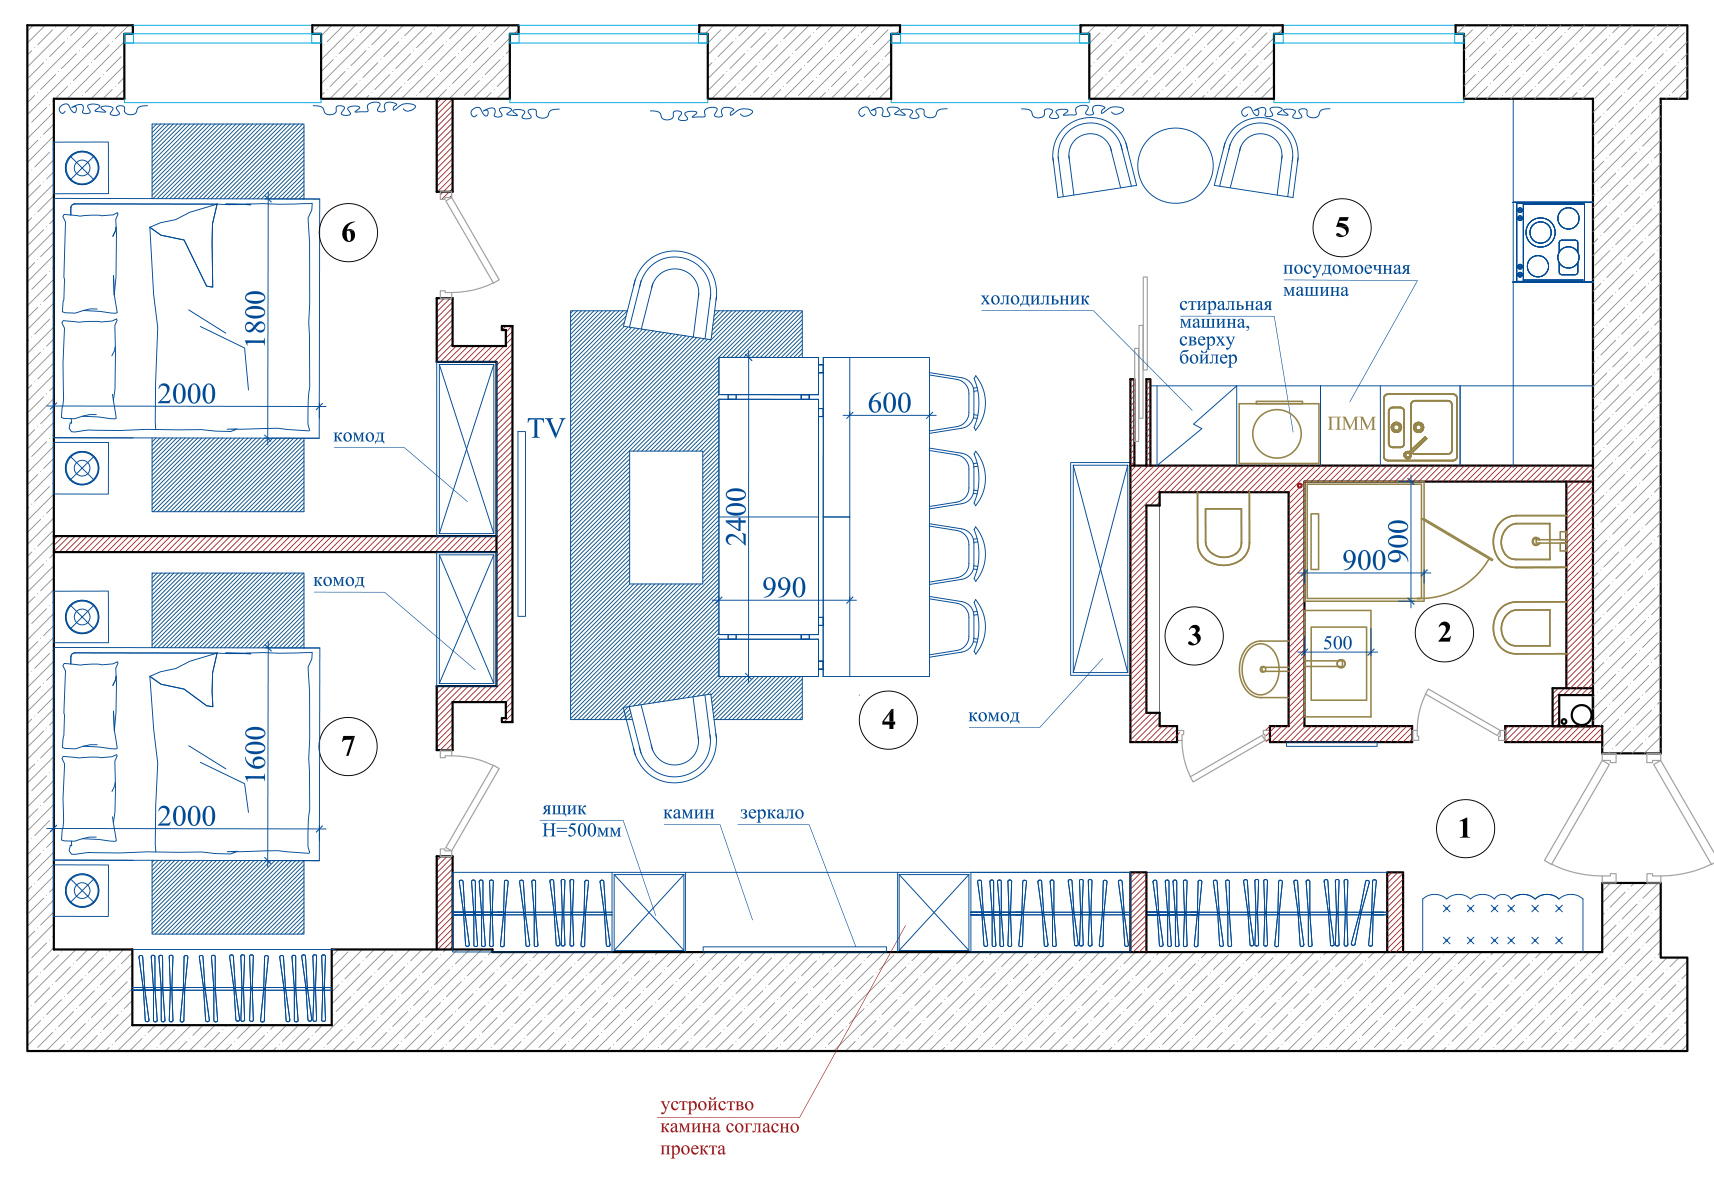 6
1800
2000
комод
5
посудомоечная
машина
холодильник
стиральная
машина,
сверху
бойлер
TV
600
ПММ
2400
990
900
900
3
500
2
комод
комод
4
7
1600
2000
ящик
H=500мм
камин
зеркало
1
устройство
камина согласно
проекта